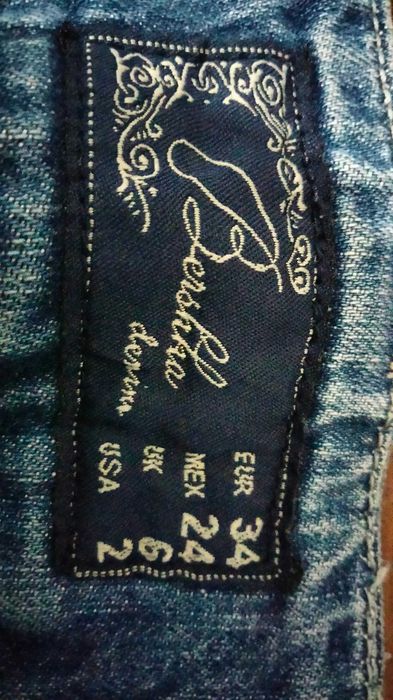 Bershka
denim
EUR 34
MEX 24
UK 6
USA 2